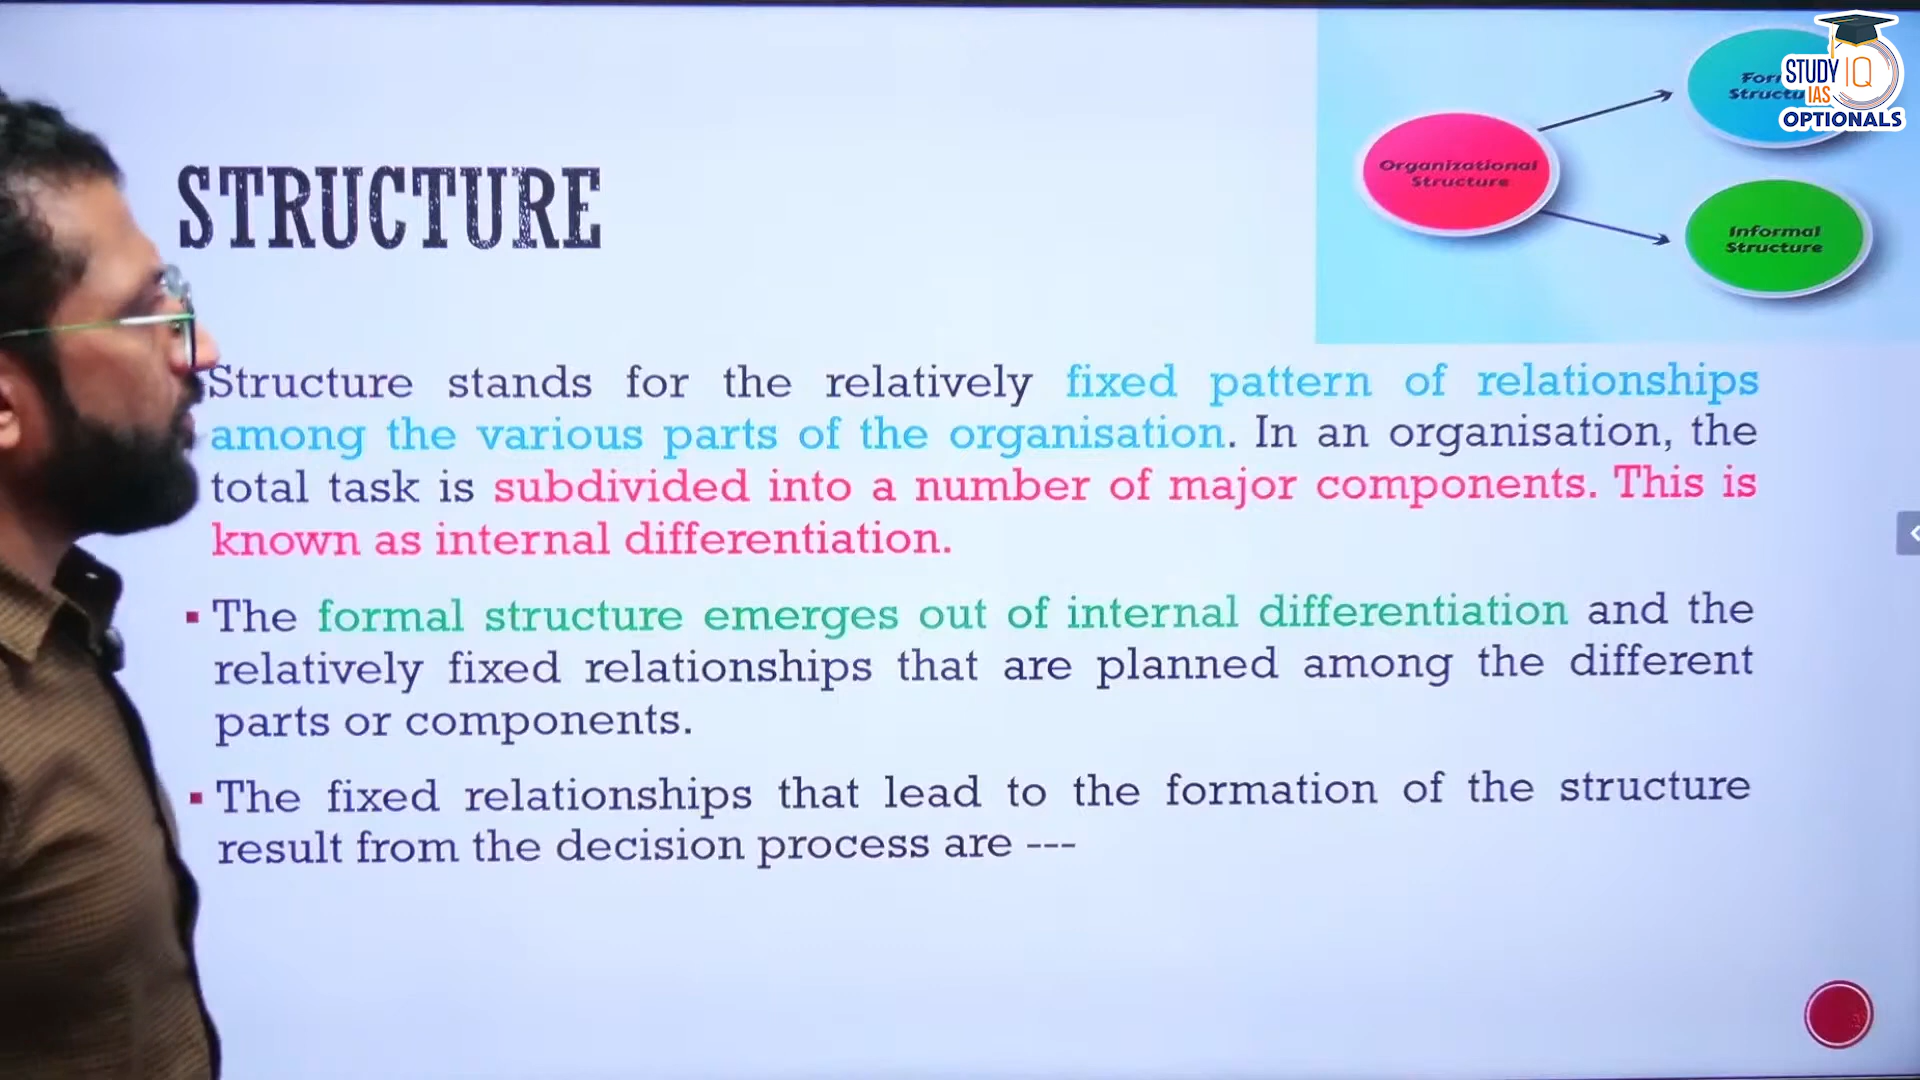 STUDY IQ
IAS
OPTIONALS
Structure
Organizational
Structure
Informal
Structure
STRUCTURE
Structure stands for the relatively fixed pattern of relationships
among the various parts of the organisation. In an organisation, the
total task is subdivided into a number of major components. This is
known as internal differentiation.
▪ The formal structure emerges out of internal differentiation and the
relatively fixed relationships that are planned among the different
parts or components.
▪ The fixed relationships that lead to the formation of the structure
result from the decision process are ---